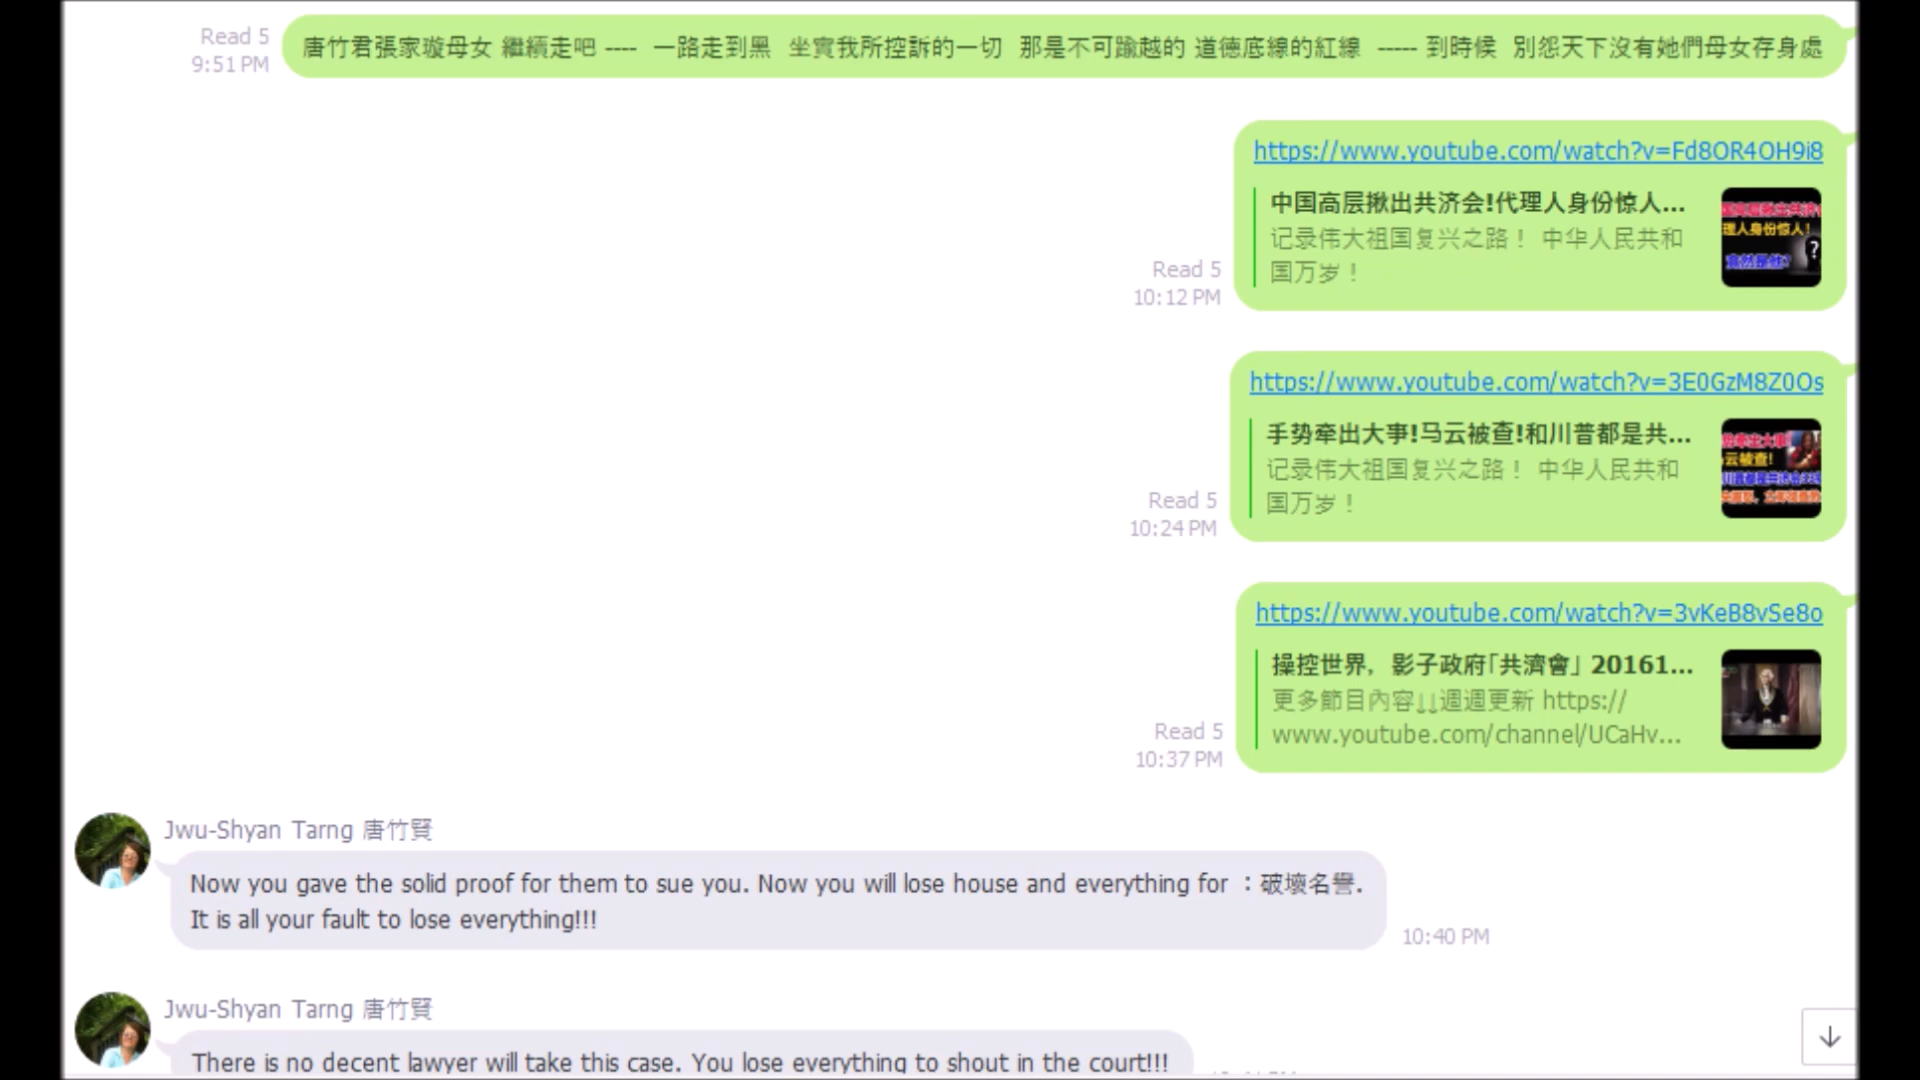 Read 5
9:51 PM
唐竹君張家璇母女 繼續走吧 ---- 一路走到黑 坐實我所控訴的一切 那是不可踰越的 道德底線的紅線 ----- 到時候 別怨天下沒有她們母女存身處
https://www.youtube.com/watch?v=Fd8OR4OH9i8
中国高层揪出共济会!代理人身份惊人...
记录伟大祖国复兴之路！ 中华人民共和
国万岁！
理人身份惊人!
Read 5
10:12 PM
https://www.youtube.com/watch?v=3E0GzM8Z0Os
手势牵出大事!马云被查!和川普都是共...
记录伟大祖国复兴之路！ 中华人民共和
国万岁！
云被查!
Read 5
10:24 PM
https://www.youtube.com/watch?v=3vKeB8vSe8o
操控世界，影子政府「共濟會」 20161...
更多節目內容↓↓週週更新 https://
www.youtube.com/channel/UCaHv...
Read 5
10:37 PM
Jwu-Shyan Tarng 唐竹賢
Now you gave the solid proof for them to sue you. Now you will lose house and everything for ：破壞名譽.
It is all your fault to lose everything!!!
10:40 PM
Jwu-Shyan Tarng 唐竹賢
There is no decent lawyer will take this case. You lose everything to shout in the court!!!